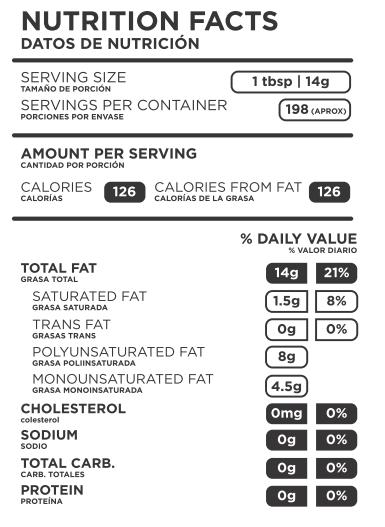 NUTRITION FACTS
DATOS DE NUTRICIÓN
SERVING SIZE 1 tbsp | 14g
TAMAÑO DE PORCIÓN
SERVINGS PER CONTAINER 198 (APROX)
PORCIONES POR ENVASE
AMOUNT PER SERVING
CANTIDAD POR PORCIÓN
CALORIES 126 CALORIES FROM FAT 126
CALORÍAS CALORÍAS DE LA GRASA
% DAILY VALUE
% VALOR DIARIO
TOTAL FAT 14g 21%
GRASA TOTAL
SATURATED FAT 1.5g 8%
GRASA SATURADA
TRANS FAT 0g 0%
GRASAS TRANS
POLYUNSATURATED FAT 8g
GRASA POLIINSATURADA
MONOUNSATURATED FAT 4.5g
GRASA MONOINSATURADA
CHOLESTEROL 0mg 0%
colesterol
SODIUM 0g 0%
SODIO
TOTAL CARB. 0g 0%
CARB. TOTALES
PROTEIN 0g 0%
PROTEÍNA